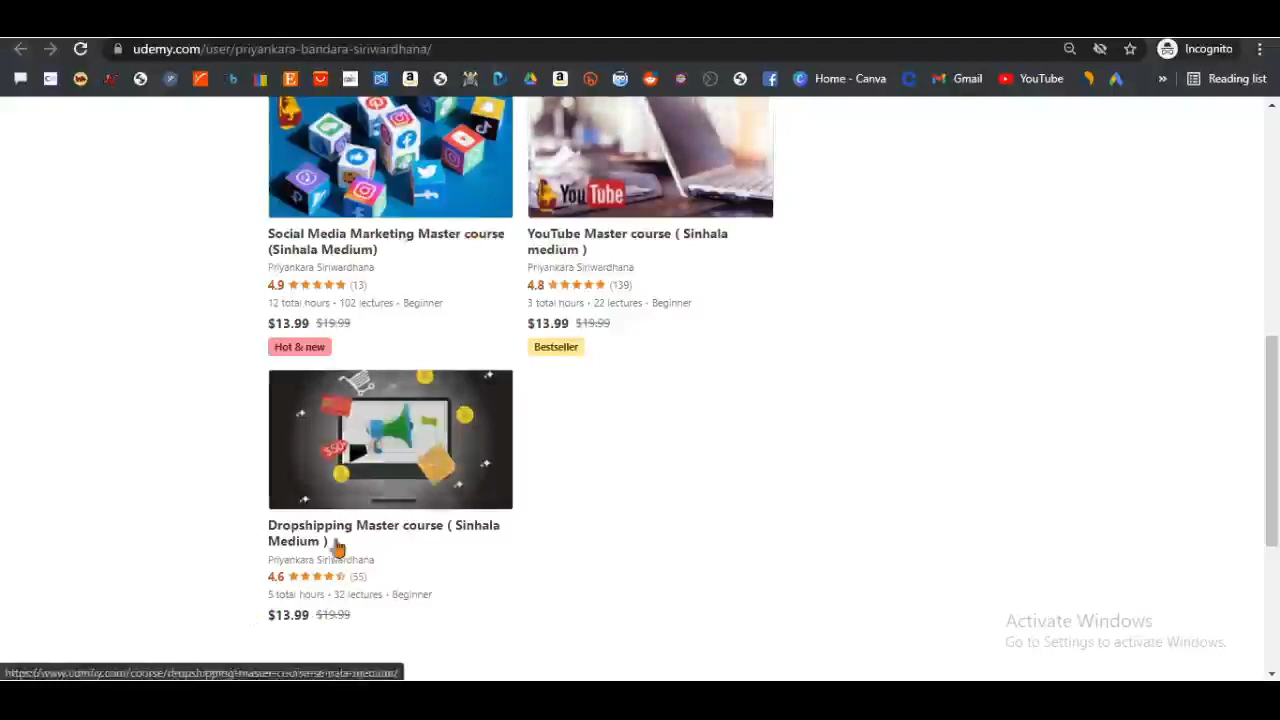 udemy.com/user/priyankara-bandara-siriwardhana/
Incognito
Home - Canva
Gmail
YouTube
»
Reading list
YouTube
Social Media Marketing Master course
(Sinhala Medium)
Priyankara Siriwardhana
4.9 (13)
12 total hours • 102 lectures • Beginner
$13.99 $19.99
Hot & new
YouTube Master course ( Sinhala
medium )
Priyankara Siriwardhana
4.8 (139)
3 total hours • 22 lectures • Beginner
$13.99 $19.99
Bestseller
Dropshipping Master course ( Sinhala
Medium )
Priyankara Siriwardhana
4.6 (55)
5 total hours • 32 lectures • Beginner
$13.99 $19.99
Activate Windows
Go to Settings to activate Windows.